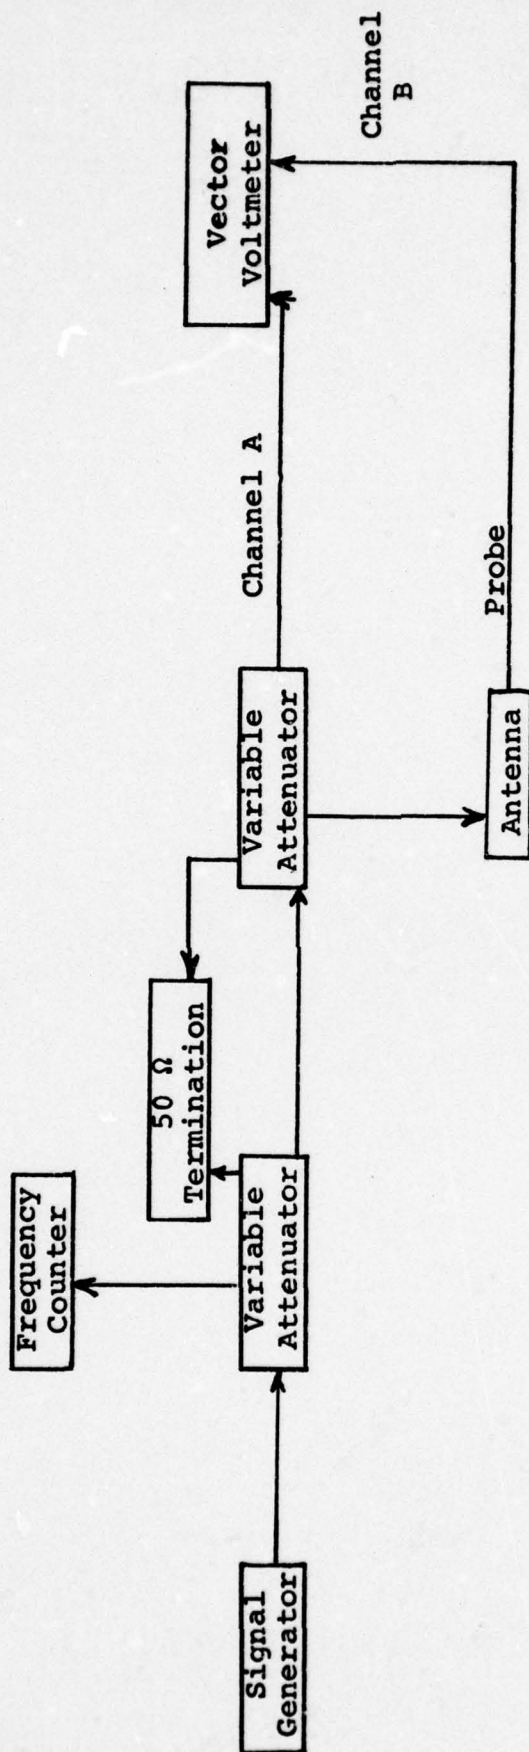 Signal
Generator
Frequency
Counter
Variable
Attenuator
50 Ω
Termination
Variable
Attenuator
Channel A
Vector
Voltmeter
Antenna
Probe
Channel
B